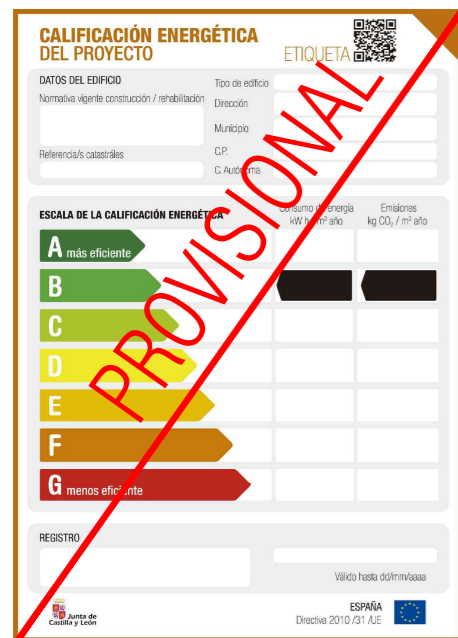 CALIFICACIÓN ENERGÉTICA
DEL PROYECTO
ETIQUETA
DATOS DEL EDIFICIO
Normativa vigente construcción / rehabilitación
Referencia/s catastráles
Tipo de edificio
Dirección
Municipio
C.P.
C. Autónoma
ESCALA DE LA CALIFICACIÓN ENERGÉTICA
Consumo de energía
kW h / m² año
Emisiones
kg CO₂ / m² año
A más eficiente
B
C
D
E
F
G menos eficiente
PROVISIONAL
REGISTRO
Válido hasta dd/mm/aaaa
Junta de
Castilla y León
ESPAÑA
Directiva 2010 /31 /UE